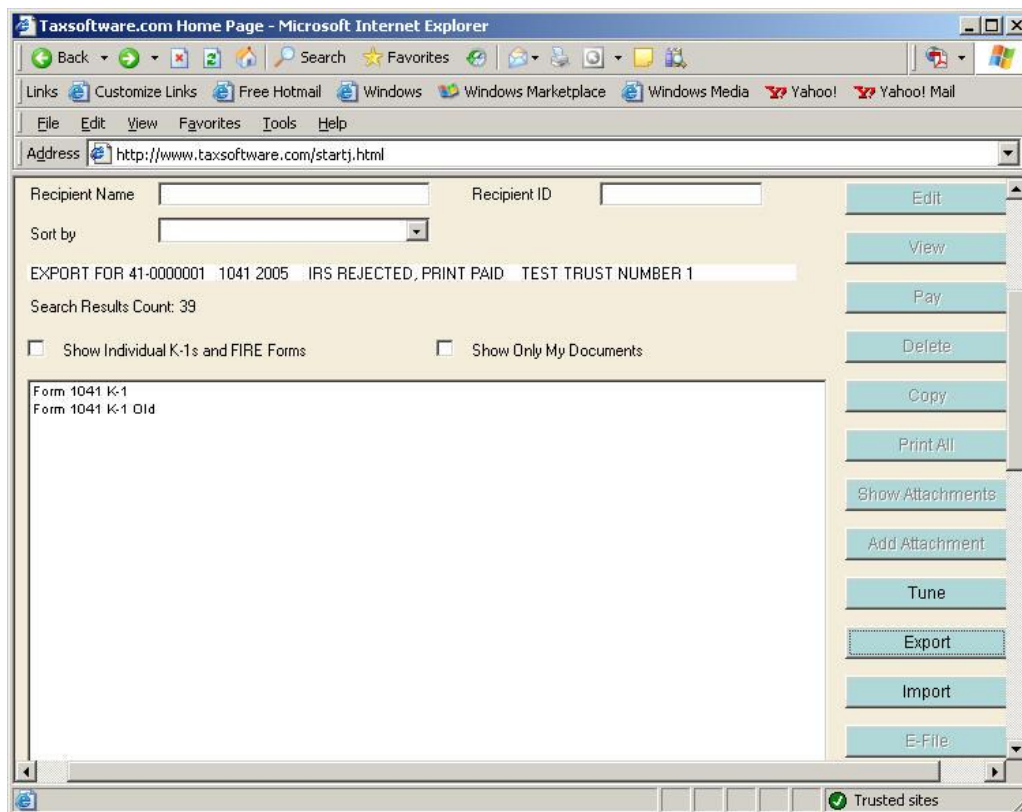 Taxsoftware.com Home Page - Microsoft Internet Explorer
Back Search Favorites
Links Customize Links Free Hotmail Windows Windows Marketplace Windows Media Yahoo! Yahoo! Mail
File Edit View Favorites Tools Help
Address http://www.taxsoftware.com/startj.html
Recipient Name Recipient ID
Sort by
EXPORT FOR 41-0000001 1041 2005 IRS REJECTED, PRINT PAID TEST TRUST NUMBER 1
Search Results Count: 39
Show Individual K-1s and FIRE Forms Show Only My Documents
Form 1041 K-1
Form 1041 K-1 Old
Edit
View
Pay
Delete
Copy
Print All
Show Attachments
Add Attachment
Tune
Export
Import
E-File
Trusted sites